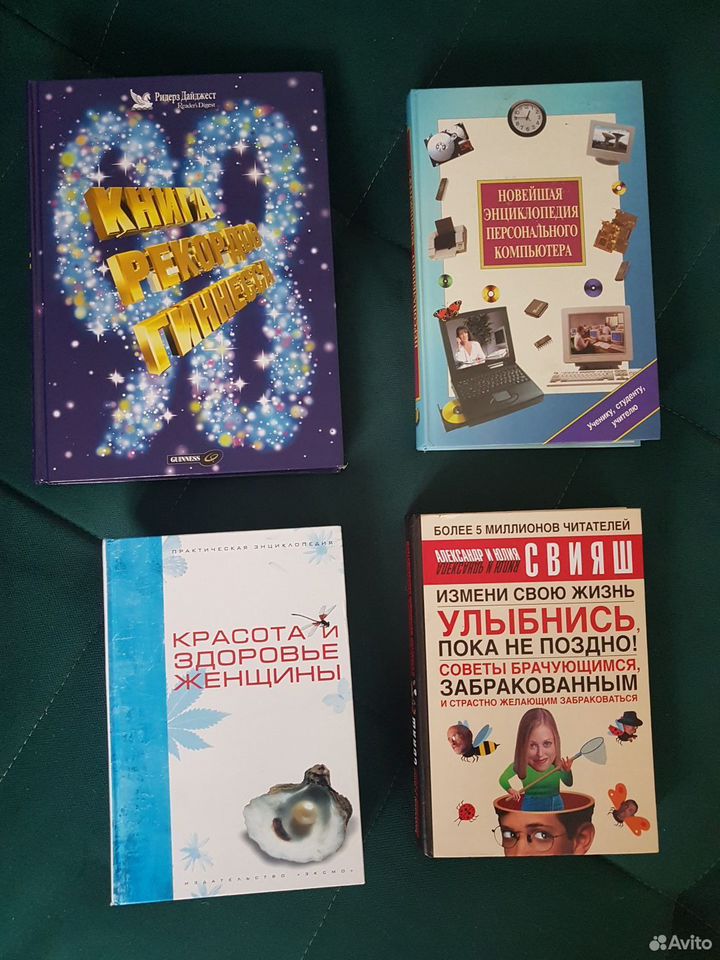 Ридерз Дайджест
Reader's Digest
КНИГА
РЕКОРДОВ
ГИННЕССА
GUINNESS
НОВЕЙШАЯ
ЭНЦИКЛОПЕДИЯ
ПЕРСОНАЛЬНОГО
КОМПЬЮТЕРА
Ученику, студенту,
учителю
ПРАКТИЧЕСКАЯ ЭНЦИКЛОПЕДИЯ
КРАСОТА И
ЗДОРОВЬЕ
ЖЕНЩИНЫ
ИЗДАТЕЛЬСТВО «ЭКСМО»
БОЛЕЕ 5 МИЛЛИОНОВ ЧИТАТЕЛЕЙ
АЛЕКСАНДР И ЮЛИЯ
СВИЯШ
ИЗМЕНИ СВОЮ ЖИЗНЬ
УЛЫБНИСЬ,
ПОКА НЕ ПОЗДНО!
СОВЕТЫ БРАЧУЮЩИМСЯ,
ЗАБРАКОВАННЫМ
И СТРАСТНО ЖЕЛАЮЩИМ ЗАБРАКОВАТЬСЯ
Avito